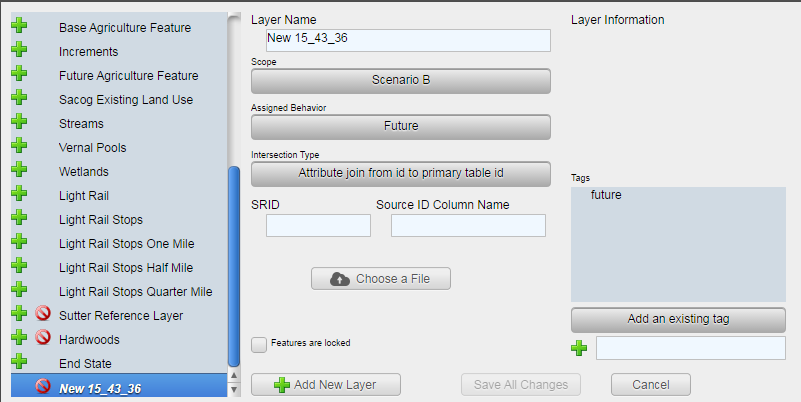 Base Agriculture Feature
Increments
Future Agriculture Feature
Sacog Existing Land Use
Streams
Vernal Pools
Wetlands
Light Rail
Light Rail Stops
Light Rail Stops One Mile
Light Rail Stops Half Mile
Light Rail Stops Quarter Mile
Sutter Reference Layer
Hardwoods
End State
New 15_43_36
Layer Name
New 15_43_36
Scope
Scenario B
Assigned Behavior
Future
Intersection Type
Attribute join from id to primary table id
SRID
Source ID Column Name
Choose a File
Features are locked
Add New Layer
Save All Changes
Cancel
Layer Information
Tags
future
Add an existing tag